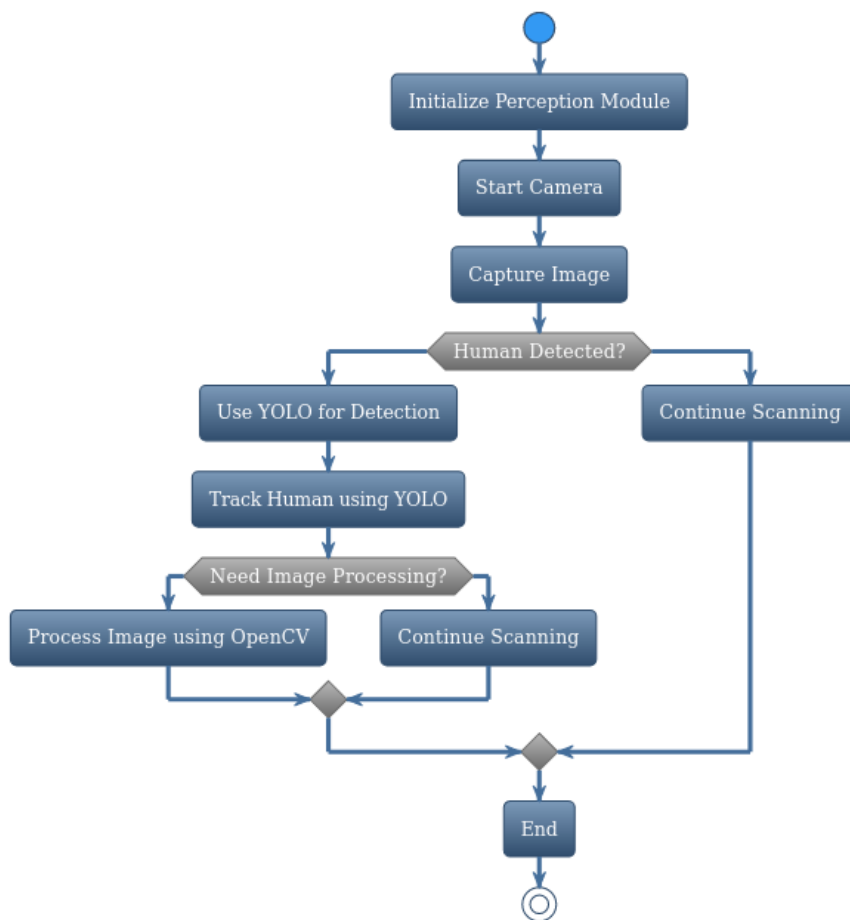 Initialize Perception Module
Start Camera
Capture Image
Human Detected?
Use YOLO for Detection
Continue Scanning
Track Human using YOLO
Need Image Processing?
Process Image using OpenCV
Continue Scanning
End